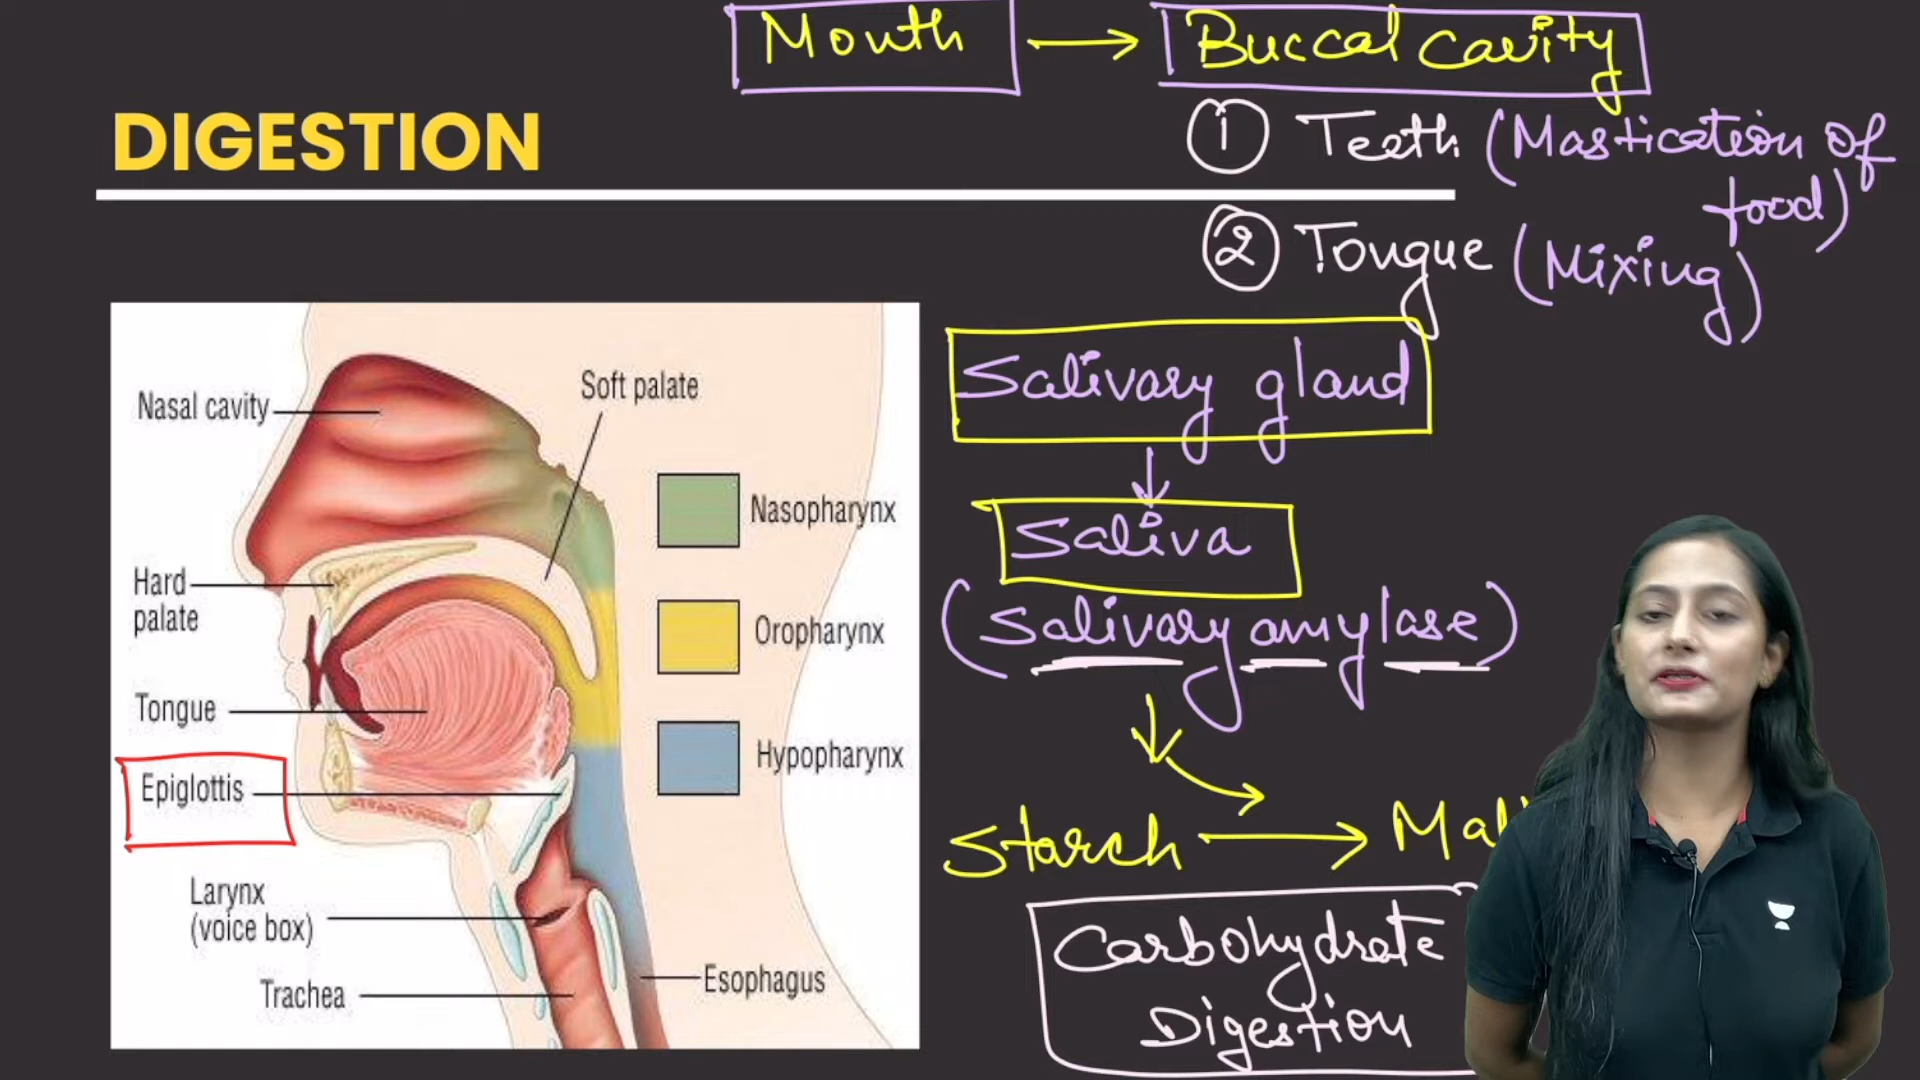 Mouth → Buccal cavity
DIGESTION
① Teeth (Mastication of
food)
② Tongue (Mixing)
Salivary gland
Saliva
(Salivary amylase)
Starch →
Carbohydrate
Digestion
Nasal cavity
Soft palate
Nasopharynx
Hard
palate
Oropharynx
Tongue
Hypopharynx
Epiglottis
Larynx
(voice box)
Esophagus
Trachea